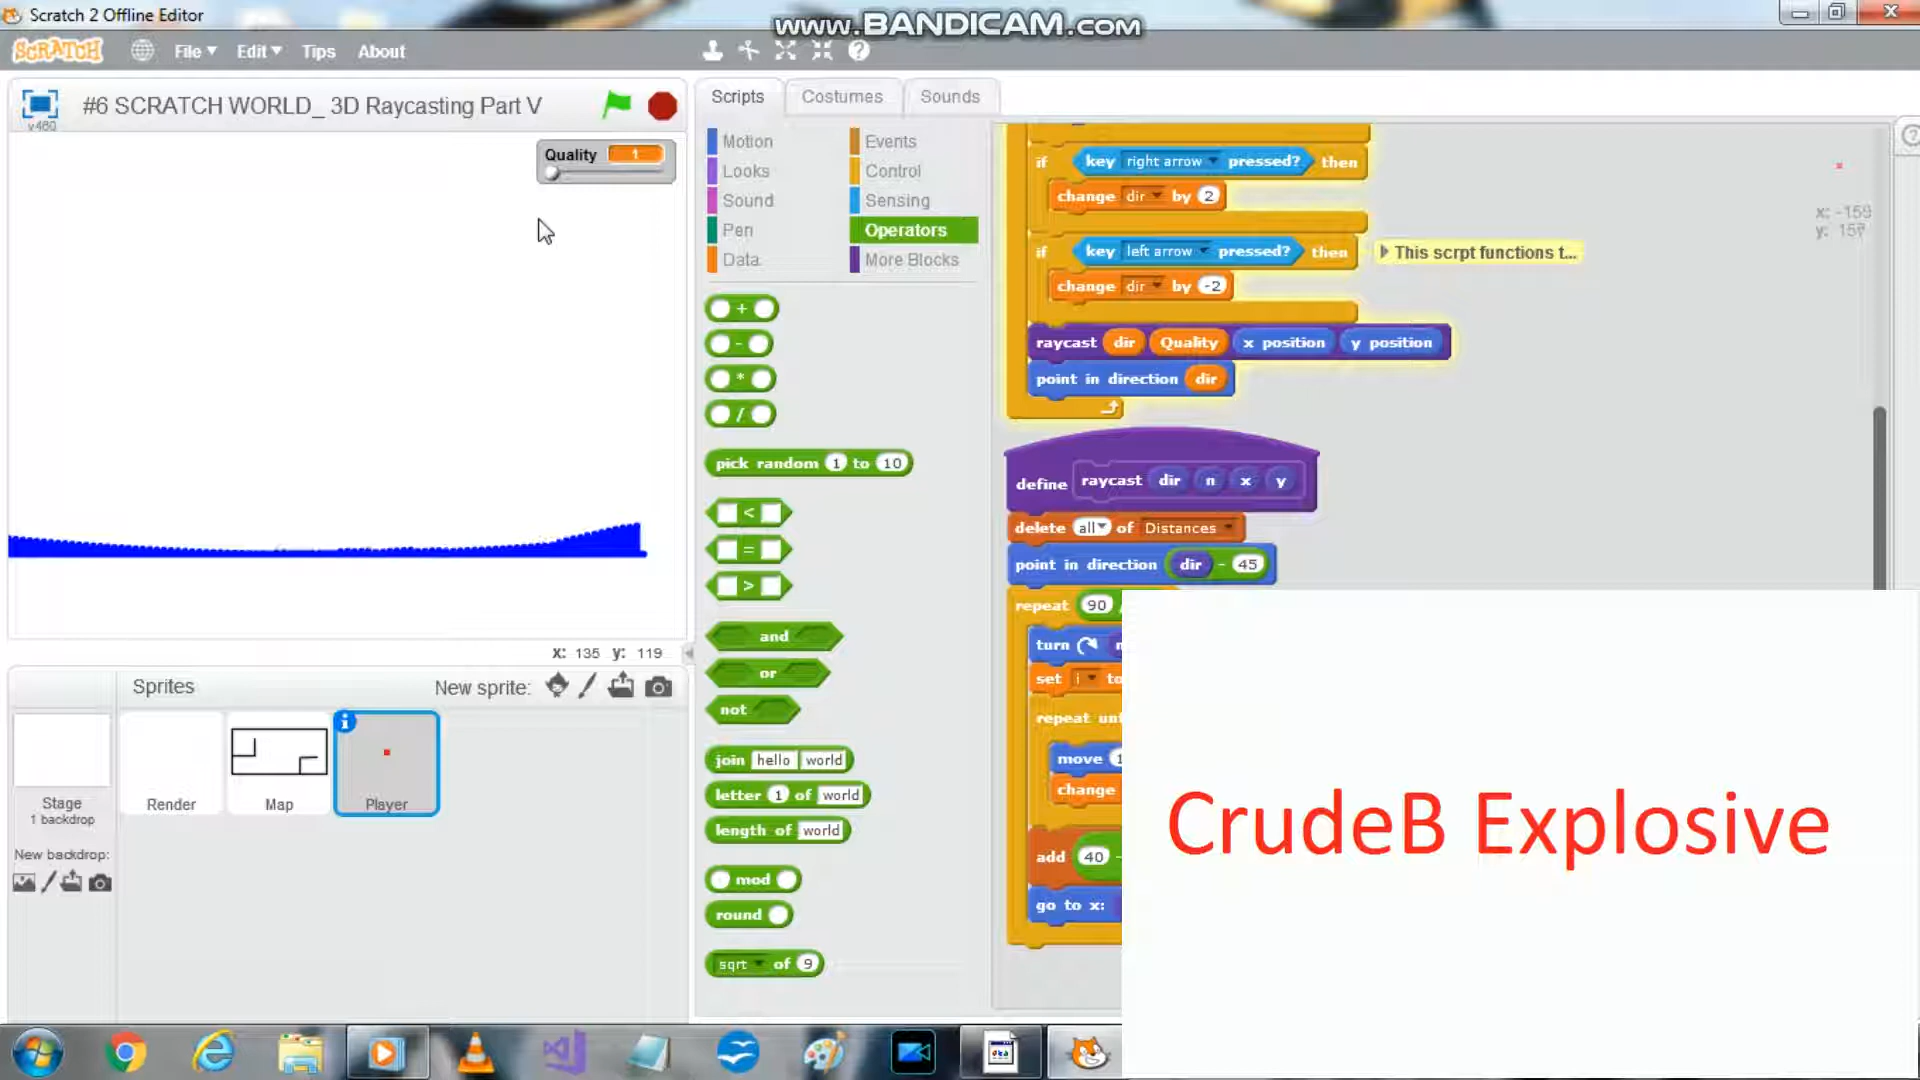 Scratch 2 Offline Editor
www.BANDICAM.com
SCRATCH
File Edit Tips About
#6 SCRATCH WORLD_ 3D Raycasting Part V
v460
Quality 1
x: 135 y: 119
Sprites
New sprite:
Stage
1 backdrop
New backdrop:
Render
Map
Player
Scripts Costumes Sounds
Motion
Looks
Sound
Pen
Data
Events
Control
Sensing
Operators
More Blocks
+
-
*
/
pick random 1 to 10
<
=
>
and
or
not
join hello world
letter 1 of world
length of world
mod
round
sqrt of 9
if key right arrow pressed? then
change dir by 2
if key left arrow pressed? then
This scrpt functions t...
change dir by -2
raycast dir Quality x position y position
point in direction dir
define raycast dir n x y
delete all of Distances
point in direction dir - 45
repeat 90
turn
set i to
repeat
move
change
add 40 -
go to x:
x: -159
y: 157
CrudeB Explosive